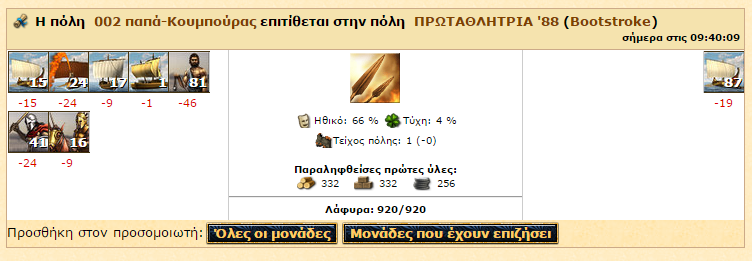 Η πόλη 002 παπά-Κουμπούρας επιτίθεται στην πόλη ΠΡΩΤΑΘΛΗΤΡΙΑ '88 (Bootstroke)
σήμερα στις 09:40:09
15 24 17 1 81
-15 -24 -9 -1 -46
41 16
-24 -9
Ηθικό: 66 % Τύχη: 4 %
Τείχος πόλης: 1 (-0)
Παραληφθείσες πρώτες ύλες:
332 332 256
Λάφυρα: 920/920
87
-19
Προσθήκη στον προσομοιωτή: Όλες οι μονάδες Μονάδες που έχουν επιζήσει